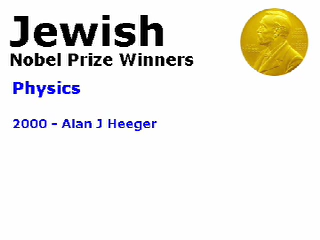 Jewish
Nobel Prize Winners
Physics
2000 - Alan J Heeger